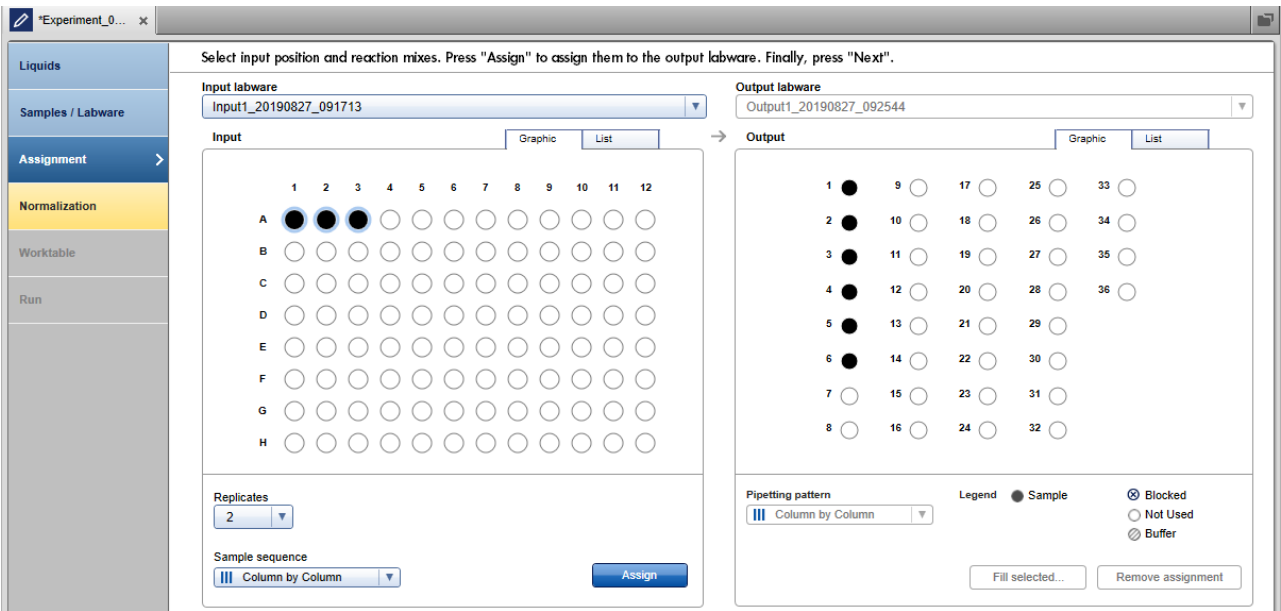 *Experiment_0...
Liquids
Samples / Labware
Assignment
Normalization
Worktable
Run
Select input position and reaction mixes. Press "Assign" to assign them to the output labware. Finally, press "Next".
Input labware
Input1_20190827_091713
Input
Graphic
List
1 2 3 4 5 6 7 8 9 10 11 12
A
B
C
D
E
F
G
H
Replicates
2
Sample sequence
Column by Column
Assign
Output labware
Output1_20190827_092544
Output
Graphic
List
1 9 17 25 33
2 10 18 26 34
3 11 19 27 35
4 12 20 28 36
5 13 21 29
6 14 22 30
7 15 23 31
8 16 24 32
Pipetting pattern
Column by Column
Legend
Sample
Blocked
Not Used
Buffer
Fill selected...
Remove assignment